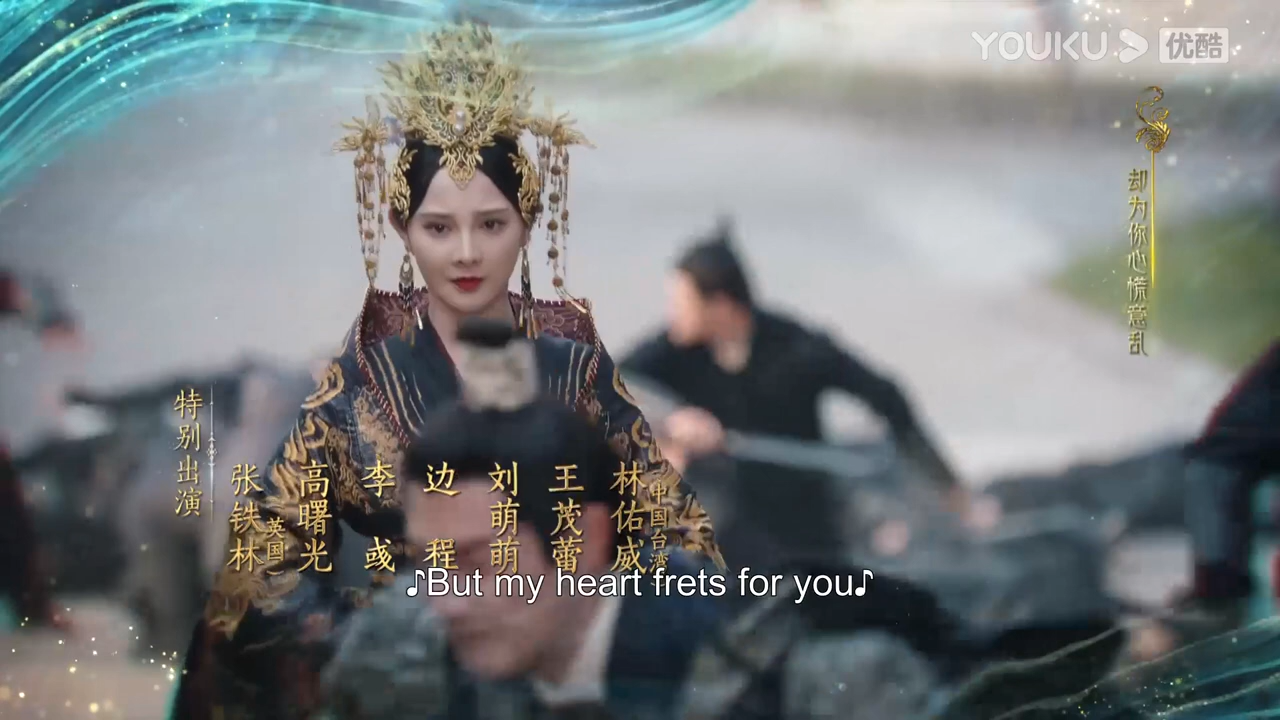 YOUKU 优酷
却为你心慌意乱
特别出演
林佑威
中国台湾
王茂蕾
刘萌萌
边程
李彧
高曙光
张铁林
(英国)
♪But my heart frets for you♪